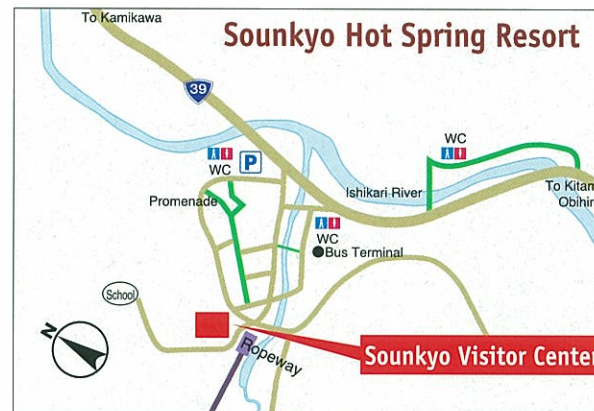 To Kamikawa
Sounkyo Hot Spring Resort
39
WC
P
WC
Ishikari River
To Kitam
Obihir
Promenade
WC
Bus Terminal
School
N
Ropeway
Sounkyo Visitor Center